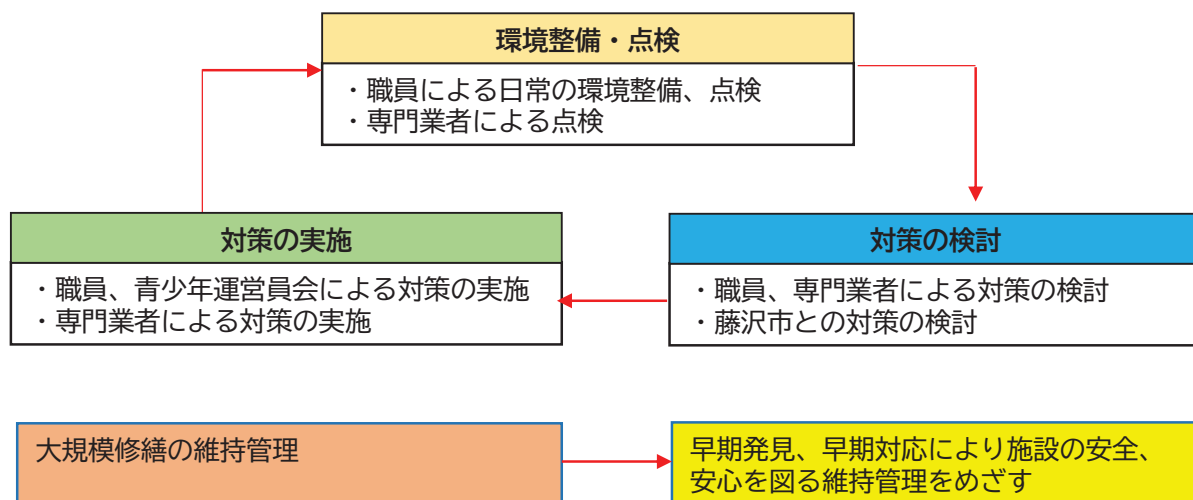 環境整備・点検
・職員による日常の環境整備、点検
・専門業者による点検
対策の実施
・職員、青少年運営員会による対策の実施
・専門業者による対策の実施
対策の検討
・職員、専門業者による対策の検討
・藤沢市との対策の検討
大規模修繕の維持管理
早期発見、早期対応により施設の安全、
安心を図る維持管理をめざす